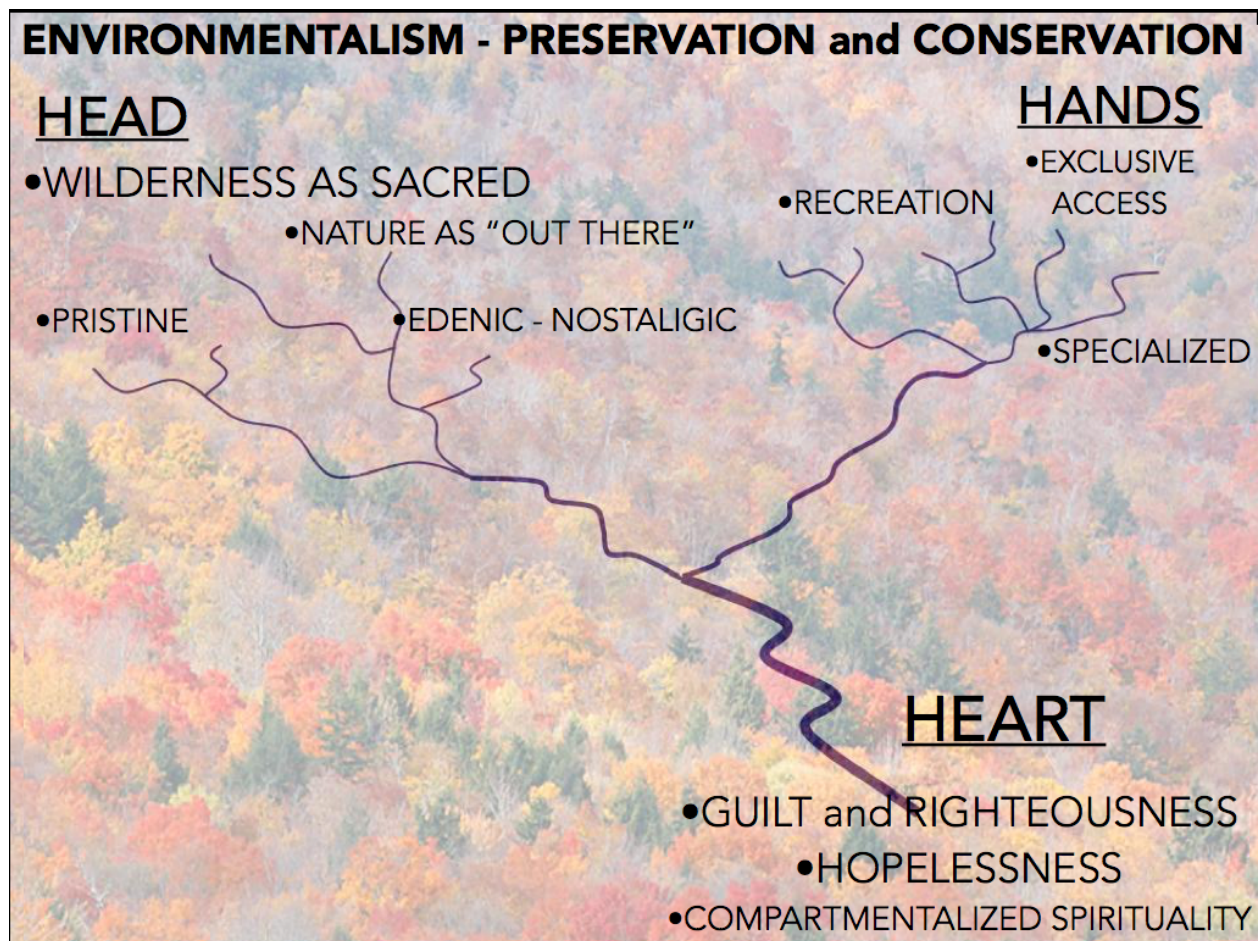 ENVIRONMENTALISM - PRESERVATION and CONSERVATION
HEAD
•WILDERNESS AS SACRED
•NATURE AS “OUT THERE”
•PRISTINE
•EDENIC - NOSTALIGIC
HANDS
•EXCLUSIVE
ACCESS
•RECREATION
•SPECIALIZED
HEART
•GUILT and RIGHTEOUSNESS
•HOPELESSNESS
•COMPARTMENTALIZED SPIRITUALITY